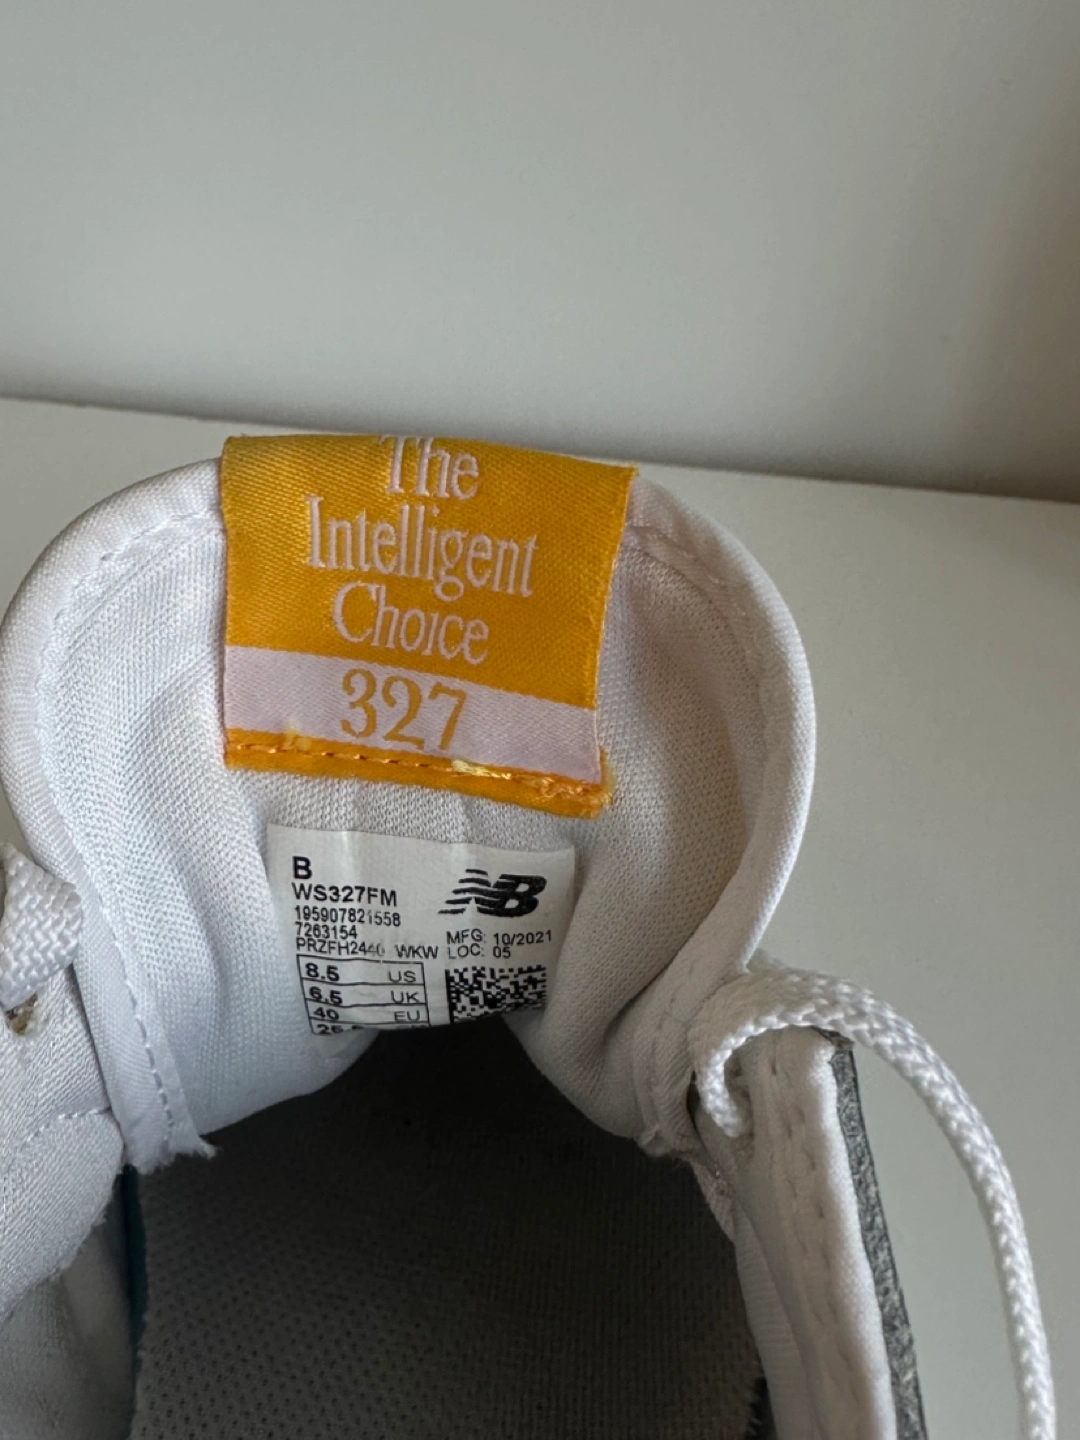 The
Intelligent
Choice
327
B
WS327FM
195907821558
7263154
PRZFH2440 WKW
MFG: 10/2021
LOC: 05
NB
8.5 US
6.5 UK
40 EU